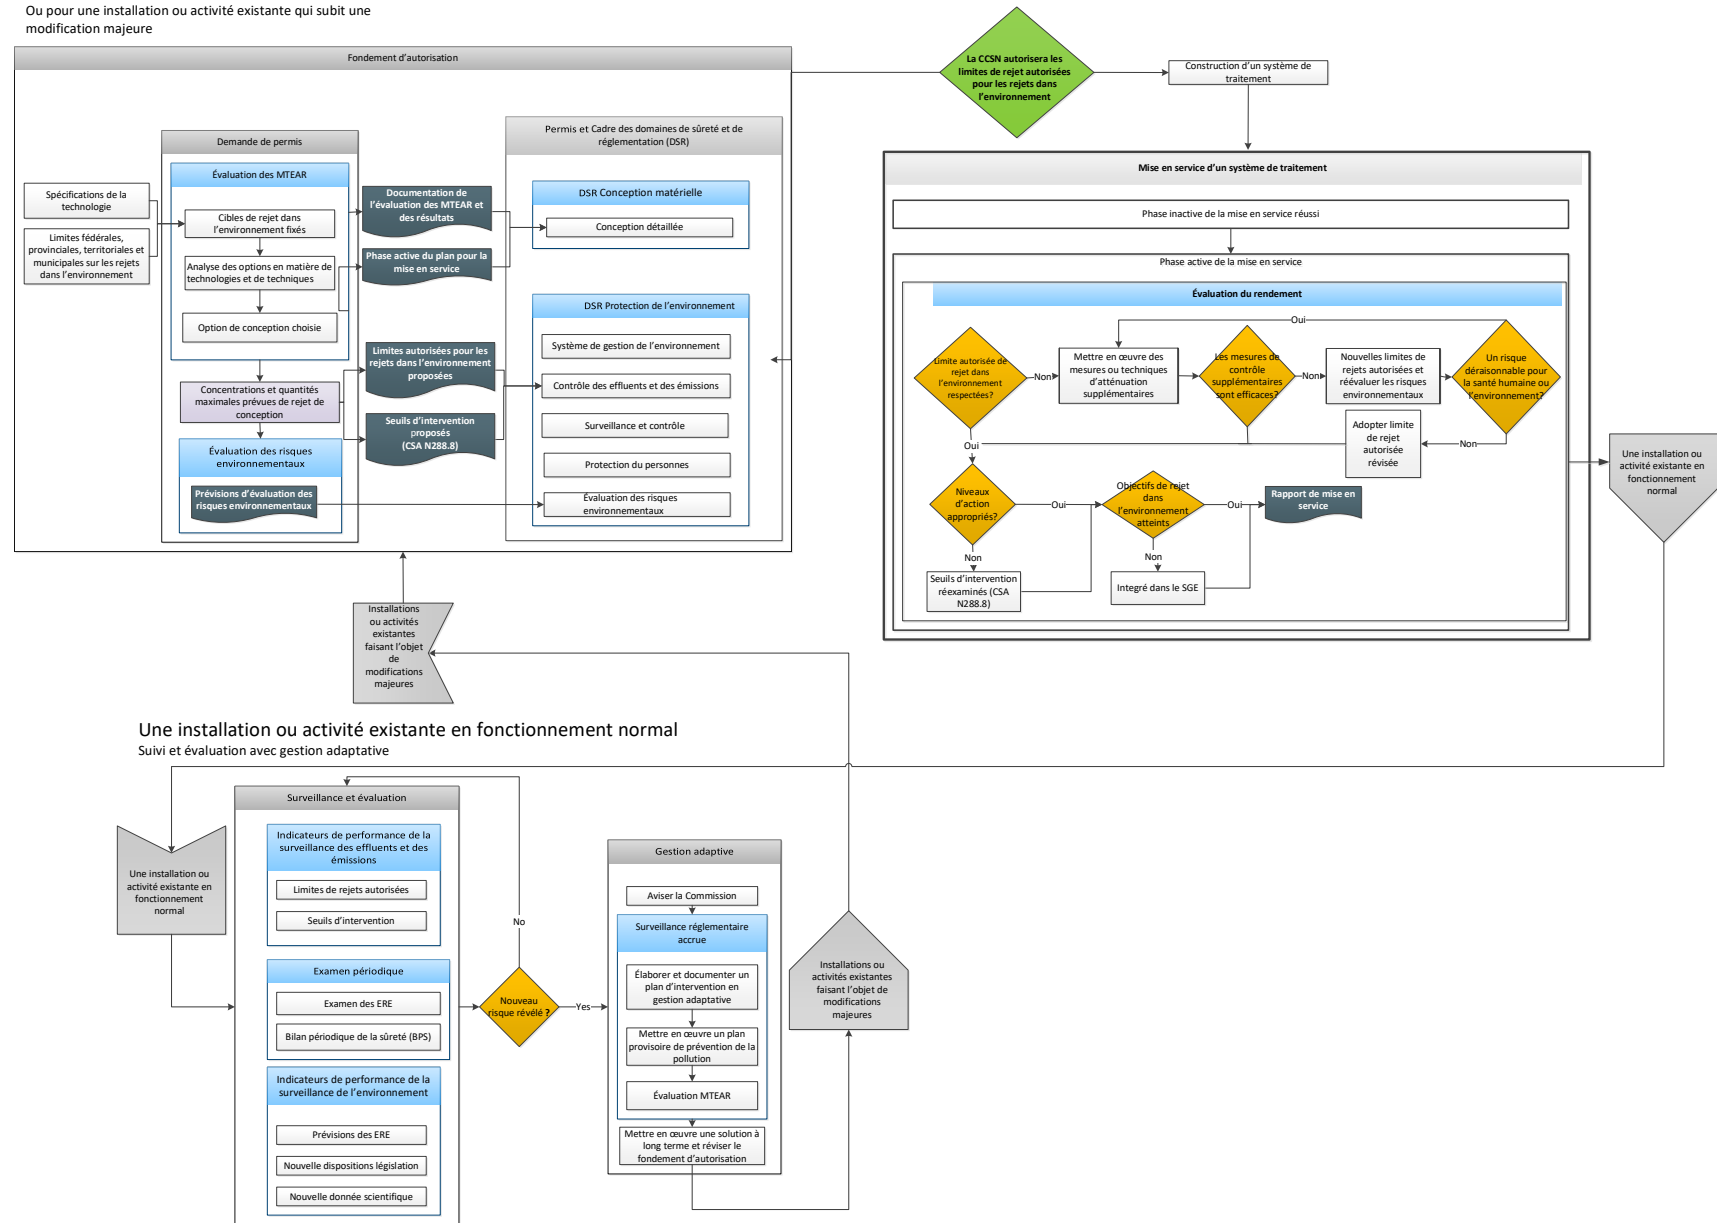 Ou pour une installation ou activité existante qui subit une
modification majeure
Fondement d'autorisation
Demande de permis
Évaluation des MTEAR
Spécifications de la
technologie
Limites fédérales,
provinciales, territoriales et
municipales sur les rejets
dans l'environnement
Cibles de rejet dans
l'environnement fixés
Analyse des options en matière de
technologies et de techniques
Option de conception choisie
Concentrations et quantités
maximales prévues de rejet de
conception
Évaluation des risques
environnementaux
Prévisions d'évaluation des
risques environnementaux
Documentation de
l'évaluation des MTEAR et
des résultats
Phase active du plan pour la
mise en service
Limites autorisées pour les
rejets dans l'environnement
proposées
Seuils d'intervention
proposés
(CSA N288.8)
Permis et Cadre des domaines de sûreté et de
réglementation (DSR)
DSR Conception matérielle
Conception détaillée
DSR Protection de l'environnement
Système de gestion de l'environnement
Contrôle des effluents et des émissions
Surveillance et contrôle
Protection du personnes
Évaluation des risques
environnementaux
La CCSN autorisera les
limites de rejet autorisées
pour les rejets dans
l'environnement
Construction d'un système de
traitement
Mise en service d'un système de traitement
Phase inactive de la mise en service réussi
Phase active de la mise en service
Évaluation du rendement
Oui
Limite autorisée de
rejet dans
l'environnement
respectées?
Non
Mettre en œuvre des
mesures ou techniques
d'atténuation
supplémentaires
Les mesures de
contrôle
supplémentaires
sont efficaces?
Non
Nouvelles limites de
rejets autorisées et
réévaluer les risques
environnementaux
Un risque
déraisonnable pour
la santé humaine ou
l'environnement?
Non
Adopter limite
de rejet
autorisée
révisée
Oui
Niveaux
d'action
appropriés?
Oui
Objectifs de rejet
dans
l'environnement
atteints
Oui
Rapport de mise en
service
Non
Non
Seuils d'intervention
réexaminés (CSA
N288.8)
Integré dans le SGE
Une installation ou
activité existante en
fonctionnement
normal
Installations
ou activités
existantes
faisant l'objet
de
modifications
majeures
Une installation ou activité existante en fonctionnement normal
Suivi et évaluation avec gestion adaptative
Une installation ou
activité existante en
fonctionnement
normal
Surveillance et évaluation
Indicateurs de performance de la
surveillance des effluents et des
émissions
Limites de rejets autorisées
Seuils d'intervention
Examen périodique
Examen des ERE
Bilan périodique de la sûreté (BPS)
Indicateurs de performance de la
surveillance de l'environnement
Prévisions des ERE
Nouvelle dispositions législation
Nouvelle donnée scientifique
No
Nouveau
risque révélé ?
Yes
Gestion adaptive
Aviser la Commission
Surveillance réglementaire
accrue
Élaborer et documenter un
plan d'intervention en
gestion adaptative
Mettre en œuvre un plan
provisoire de prévention de la
pollution
Évaluation MTEAR
Mettre en œuvre une solution à
long terme et réviser le
fondement d'autorisation
Installations ou
activités existantes
faisant l'objet de
modifications
majeures